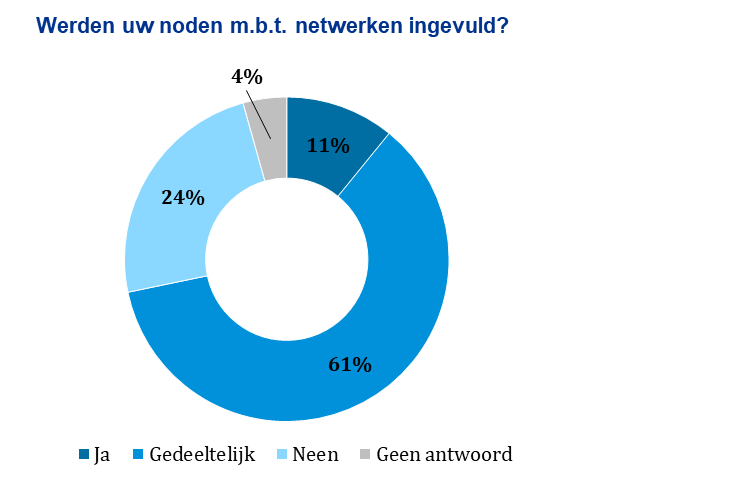 Werden uw noden m.b.t. netwerken ingevuld?
4%
11%
24%
61%
Ja Gedeeltelijk Neen Geen antwoord